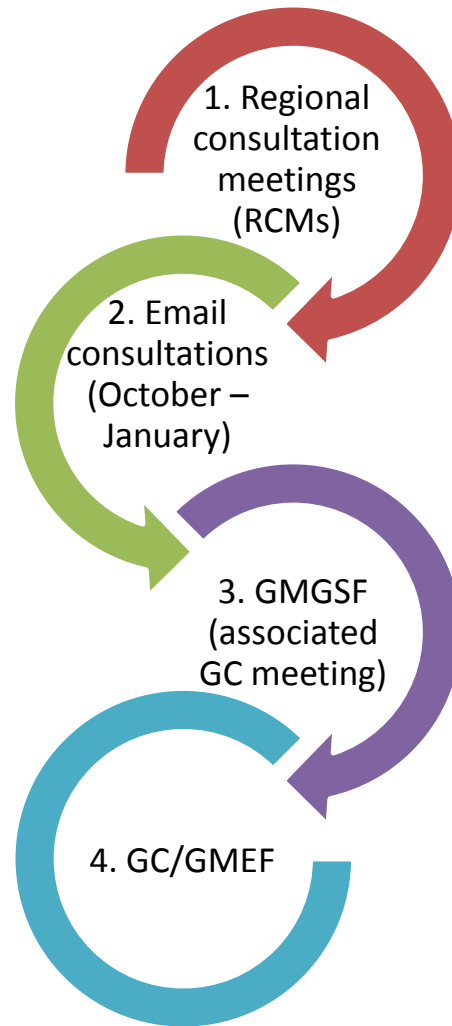 1. Regional
consultation
meetings
(RCMs)
2. Email
consultations
(October –
January)
3. GMGSF
(associated
GC meeting)
4. GC/GMEF